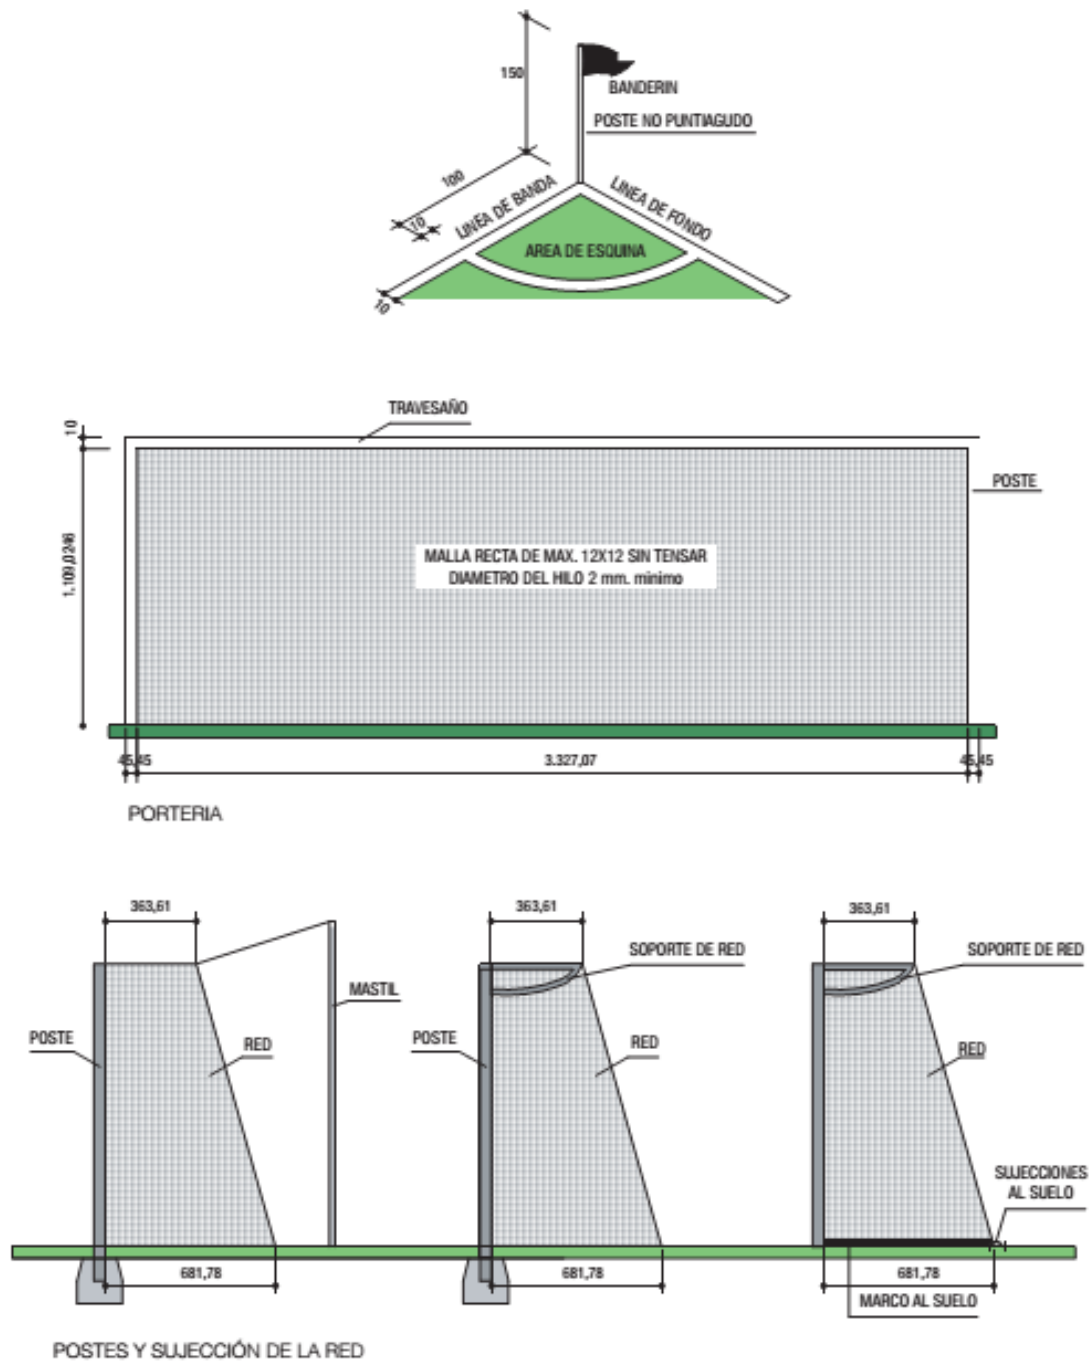 150
BANDERIN
POSTE NO PUNTIAGUDO
100
10
LINEA DE BANDA
LINEA DE FONDO
AREA DE ESQUINA
10
TRAVESAÑO
10
POSTE
1.109,0246
MALLA RECTA DE MAX. 12X12 SIN TENSAR
DIAMETRO DEL HILO 2 mm. minimo
45,45
3.327,07
45,45
PORTERIA
363,61
363,61
363,61
SOPORTE DE RED
SOPORTE DE RED
MASTIL
POSTE
RED
POSTE
RED
RED
SUJECCIONES
AL SUELO
681,78
681,78
681,78
MARCO AL SUELO
POSTES Y SUJECCIÓN DE LA RED